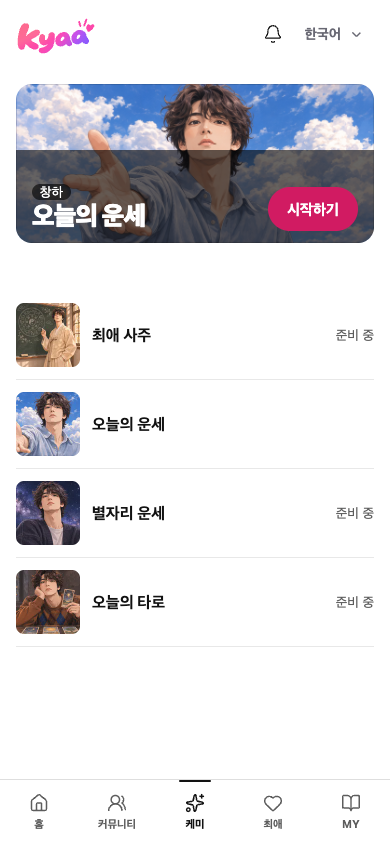 kyaa
한국어
창하
오늘의 운세
시작하기
최애 사주
준비 중
오늘의 운세
별자리 운세
준비 중
오늘의 타로
준비 중
홈
커뮤니티
케미
최애
MY